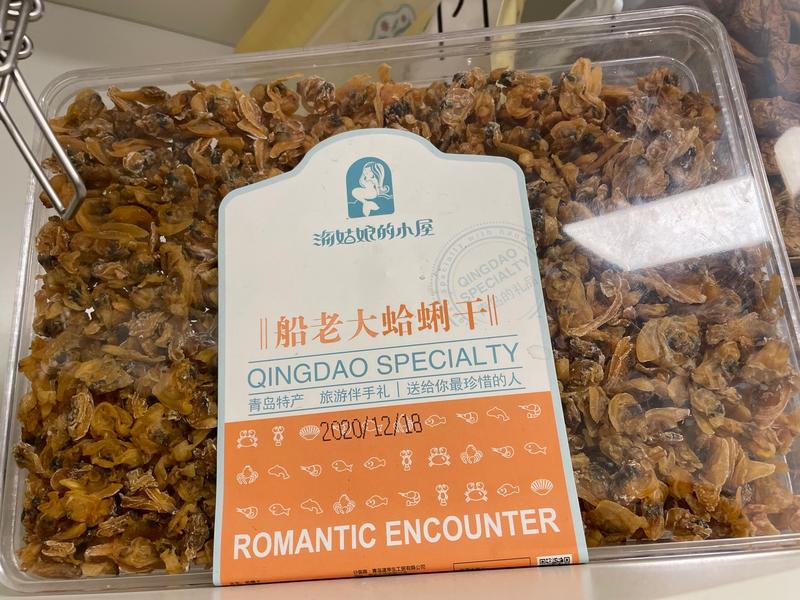 海姑娘的小屋
QINGDAO
SPECIALTY
船老大蛤蜊干
QINGDAO SPECIALTY
青岛特产 旅游伴手礼 | 送给你最珍惜的人
2020/12/18
ROMANTIC ENCOUNTER